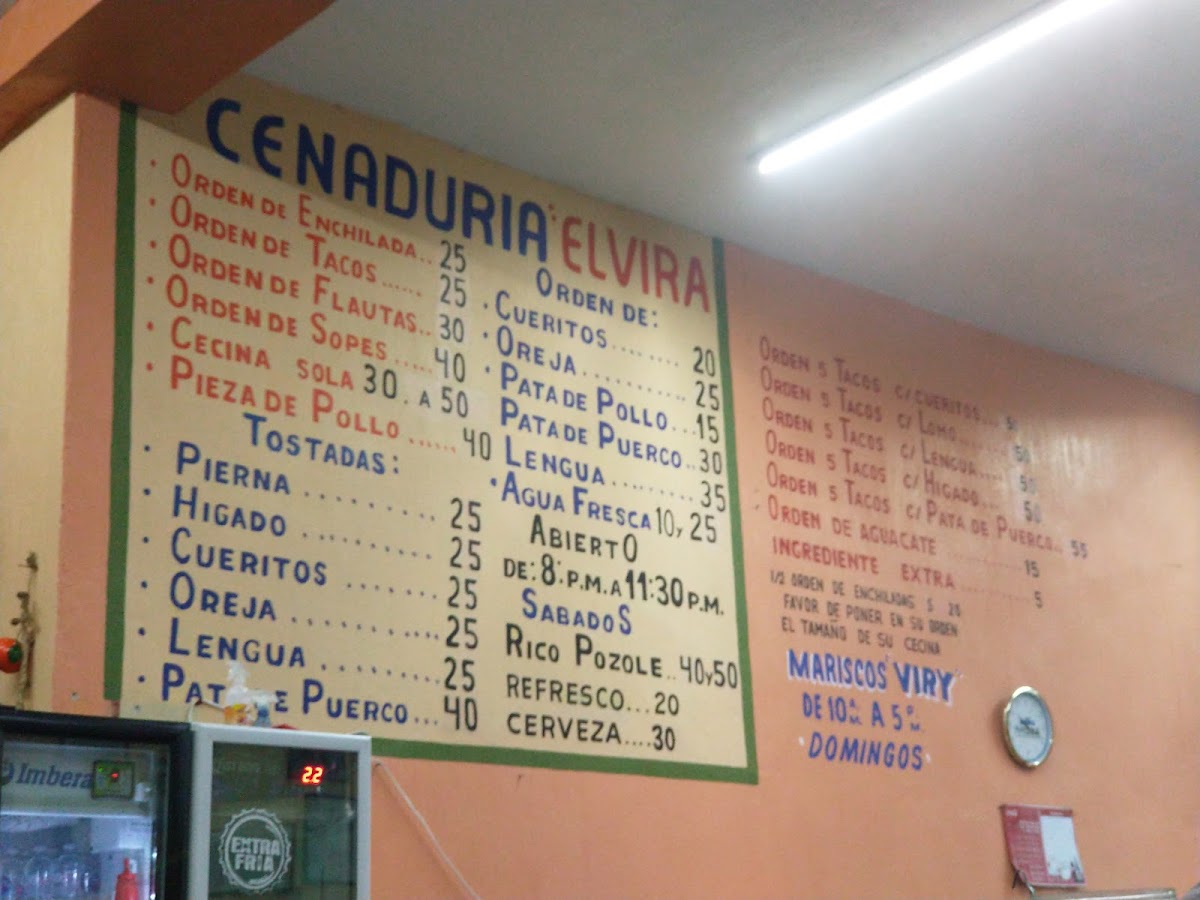 CENADURIA "ELVIRA
· ORDEN DE ENCHILADA.. 25
· ORDEN DE TACOS...... 25
· ORDEN DE FLAUTAS.. 30
· ORDEN DE SOPES ..... 40
· CECINA SOLA 30. A 50
· PIEZA DE POLLO ...... 40
TOSTADAS:
· PIERNA ......... 25
· HIGADO .......... 25
· CUERITOS ....... 25
· OREJA ........... 25
· LENGUA ........ 25
· PATA DE PUERCO... 40
ORDEN DE:
· CUERITOS....... 20
· OREJA.......... 25
· PATA DE POLLO... 15
PATA DE PUERCO.. 30
LENGUA ......... 35
· AGUA FRESCA 10 y 25
ABIERTO
DE: 8: P.M. A 11:30 P.M.
SABADOS
RICO POZOLE.. 40 y 50
REFRESCO... 20
CERVEZA.... 30
ORDEN 5 TACOS C/ CUERITOS... 50
ORDEN 5 TACOS C/ LOMO....... 50
ORDEN 5 TACOS C/ LENGUA..... 50
ORDEN 5 TACOS C/ HIGADO... 50
ORDEN 5 TACOS C/ PATA DE PUERCO.. 55
· ORDEN DE AGUACATE ......... 15
INGREDIENTE EXTRA .......... 5
1/2 ORDEN DE ENCHILADAS $ 20
FAVOR DE PONER EN SU ORDEN
EL TAMAÑO DE SU CECINA
MARISCOS "VIRY"
DE 10 A.M. A 5 P.M.
· DOMINGOS ·
Imbera
22
EXTRA
FRIA